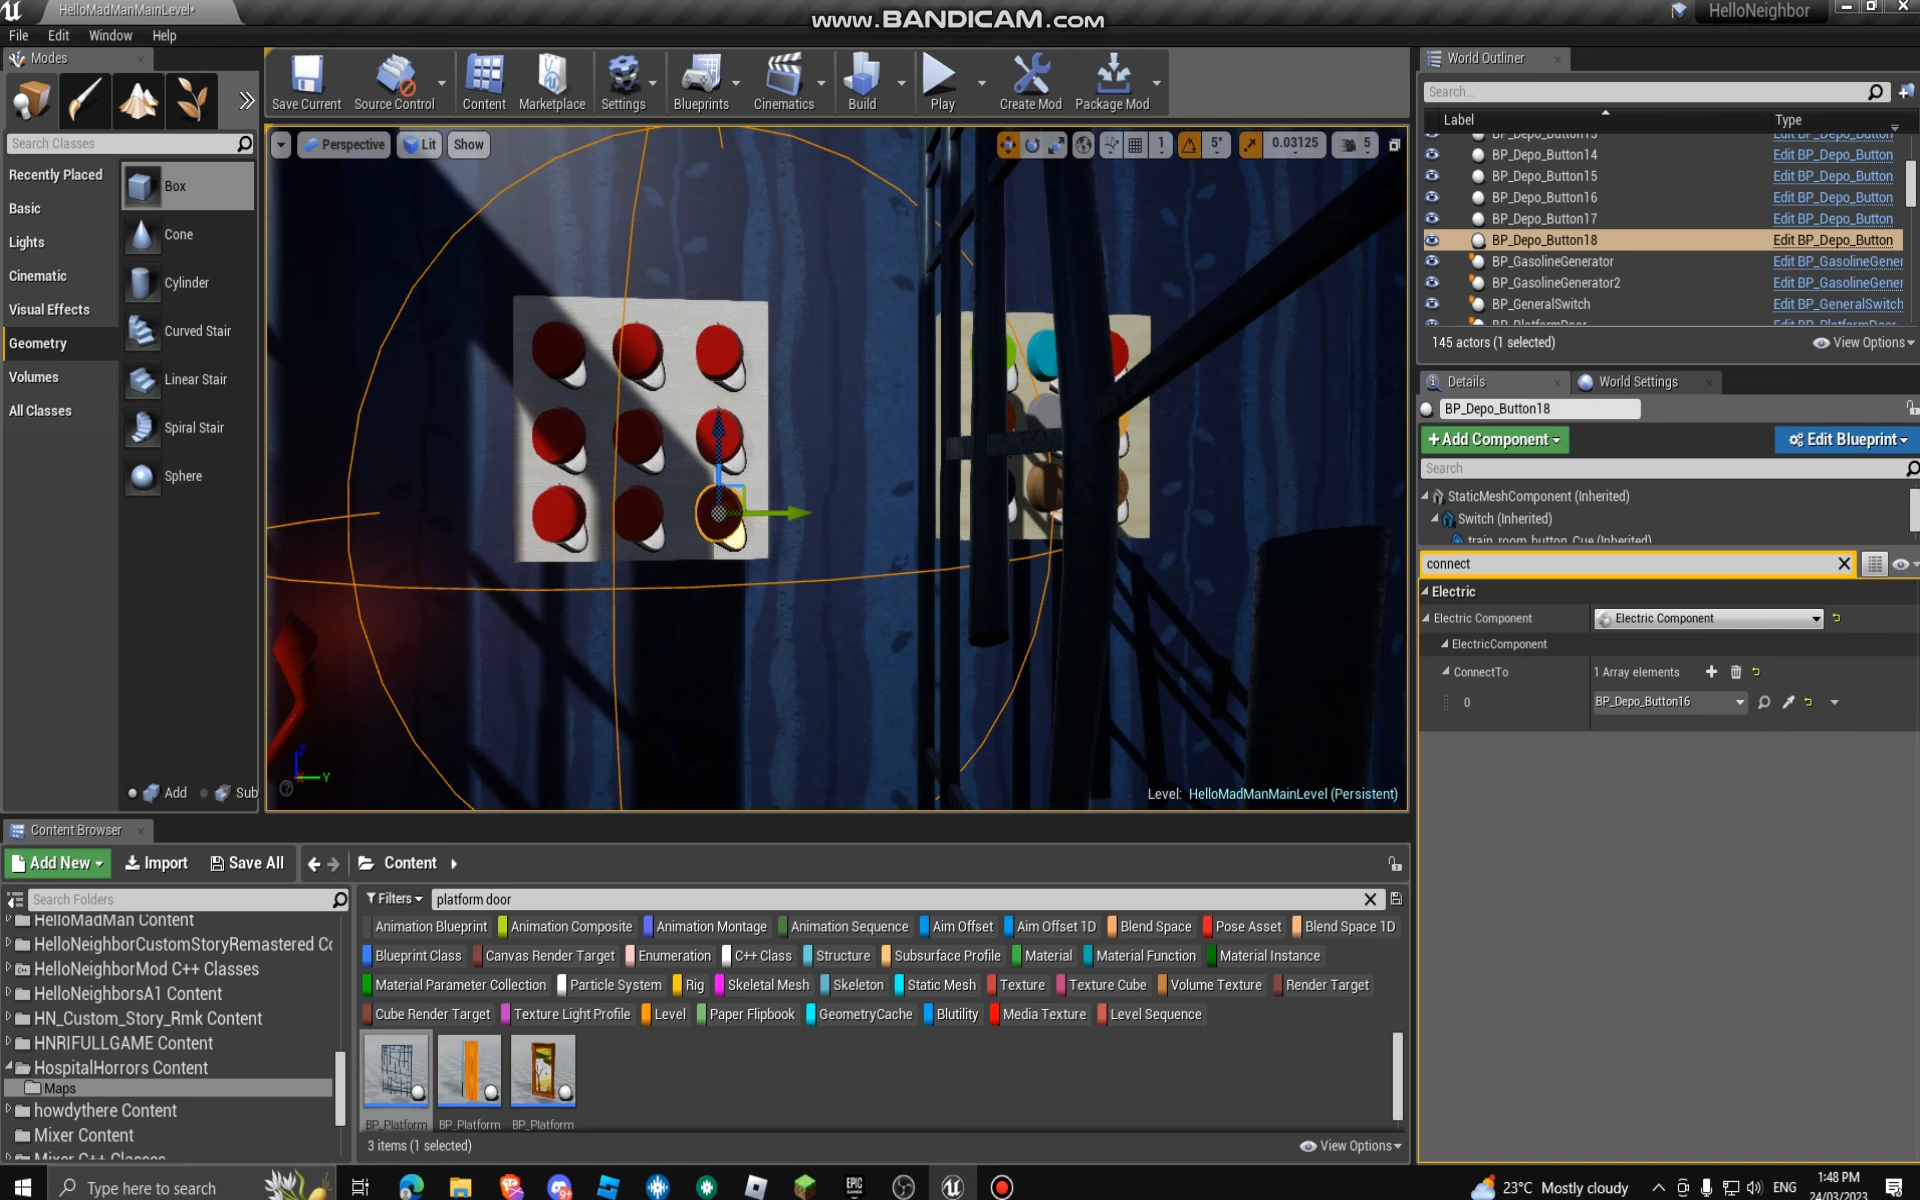 HelloMadManMainLevel*
www.BANDICAM.com
HelloNeighbor
File Edit Window Help
Modes
Save Current
Source Control
Content
Marketplace
Settings
Blueprints
Cinematics
Build
Play
Create Mod
Package Mod
Search Classes
Recently Placed
Basic
Lights
Cinematic
Visual Effects
Geometry
Volumes
All Classes
Box
Cone
Cylinder
Curved Stair
Linear Stair
Spiral Stair
Sphere
Add Sub
Perspective Lit Show
1 5° 0.03125 5
Level: HelloMadManMainLevel (Persistent)
World Outliner
Search...
Label Type
BP_Depo_Button13 Edit BP_Depo_Button
BP_Depo_Button14 Edit BP_Depo_Button
BP_Depo_Button15 Edit BP_Depo_Button
BP_Depo_Button16 Edit BP_Depo_Button
BP_Depo_Button17 Edit BP_Depo_Button
BP_Depo_Button18 Edit BP_Depo_Button
BP_GasolineGenerator Edit BP_GasolineGener
BP_GasolineGenerator2 Edit BP_GasolineGener
BP_GeneralSwitch Edit BP_GeneralSwitch
BP_PlatformDoor Edit BP_PlatformDoor
145 actors (1 selected) View Options
Details World Settings
BP_Depo_Button18
+Add Component Edit Blueprint
Search
StaticMeshComponent (Inherited)
Switch (Inherited)
train_room_button_Cue (Inherited)
connect
Electric
Electric Component Electric Component
ElectricComponent
ConnectTo 1 Array elements
0 BP_Depo_Button16
Content Browser
Add New Import Save All Content
Search Folders
HelloMadMan Content
HelloNeighborCustomStoryRemastered Cc
HelloNeighborMod C++ Classes
HelloNeighborsA1 Content
HN_Custom_Story_Rmk Content
HNRIFULLGAME Content
HospitalHorrors Content
Maps
howdythere Content
Mixer Content
Mixer C++ Classes
Filters platform door
Animation Blueprint Animation Composite Animation Montage Animation Sequence Aim Offset Aim Offset 1D Blend Space Pose Asset Blend Space 1D
Blueprint Class Canvas Render Target Enumeration C++ Class Structure Subsurface Profile Material Material Function Material Instance
Material Parameter Collection Particle System Rig Skeletal Mesh Skeleton Static Mesh Texture Texture Cube Volume Texture Render Target
Cube Render Target Texture Light Profile Level Paper Flipbook GeometryCache Blutility Media Texture Level Sequence
BP_Platform BP_Platform BP_Platform
3 items (1 selected) View Options
Type here to search
EPIC
23°C Mostly cloudy ENG
1:48 PM
24/03/2023